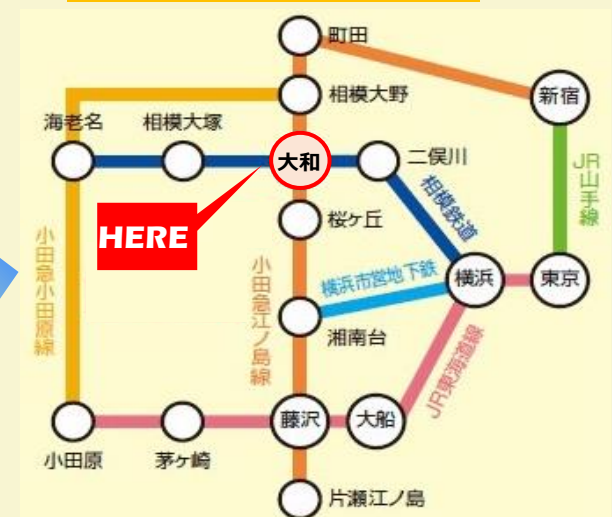 町田
相模大野
新宿
海老名
相模大塚
大和
二俣川
JR山手線
相模鉄道
HERE
桜ヶ丘
小田急小田原線
小田急江ノ島線
横浜市営地下鉄
横浜
東京
湘南台
JR東海道線
藤沢
大船
小田原
茅ヶ崎
片瀬江ノ島